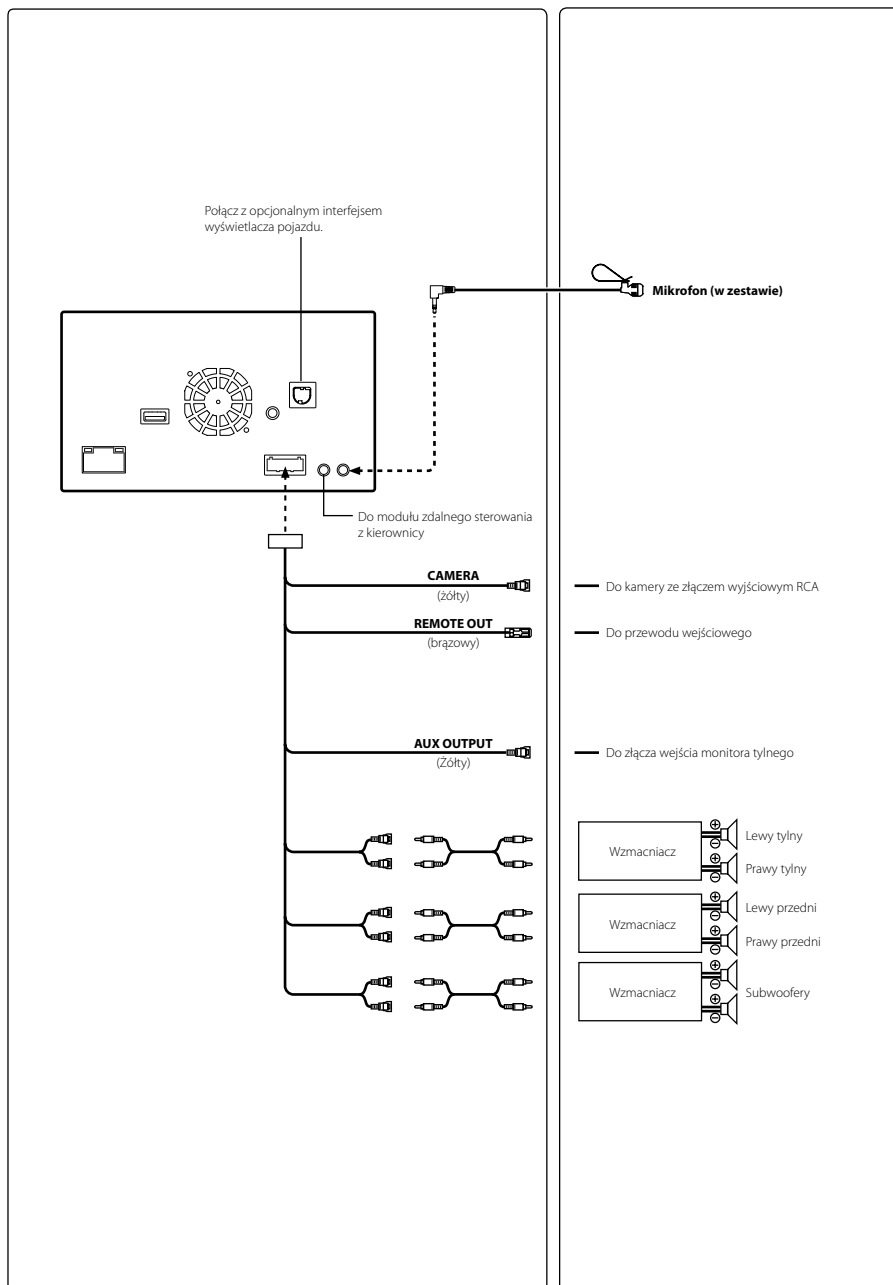 Połącz z opcjonalnym interfejsem
wyświetlacza pojazdu.
Mikrofon (w zestawie)
Do modułu zdalnego sterowania
z kierownicy
CAMERA
(żółty)
Do kamery ze złączem wyjściowym RCA
REMOTE OUT
(brązowy)
Do przewodu wejściowego
AUX OUTPUT
(Żółty)
Do złącza wejścia monitora tylnego
Wzmacniacz
Lewy tylny
Prawy tylny
Wzmacniacz
Lewy przedni
Prawy przedni
Wzmacniacz
Subwoofery